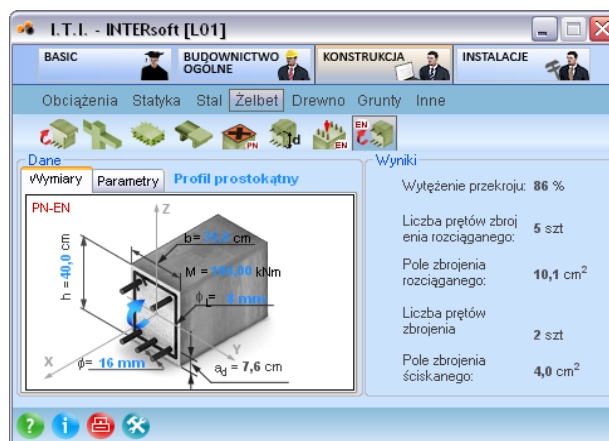 I.T.I. - INTERsoft [L01]
BASIC
BUDOWNICTWO
OGÓLNE
KONSTRUKCJA
INSTALACJE
Obciążenia Statyka Stal Żelbet Drewno Grunty Inne
PN
d
EN
EN
Dane
Wymiary Parametry Profil prostokątny
PN-EN
Z
b= cm
h = 40,0 cm
M = kNm
ϕL= 8 mm
X
Y
ϕ= 16 mm
ad = 7,6 cm
Wyniki
Wytężenie przekroju: 86 %
Liczba prętów zbroj
enia rozciąganego: 5 szt
Pole zbrojenia
rozciąganego: 10,1 cm²
Liczba prętów
zbrojenia 2 szt
Pole zbrojenia
ściskanego: 4,0 cm²